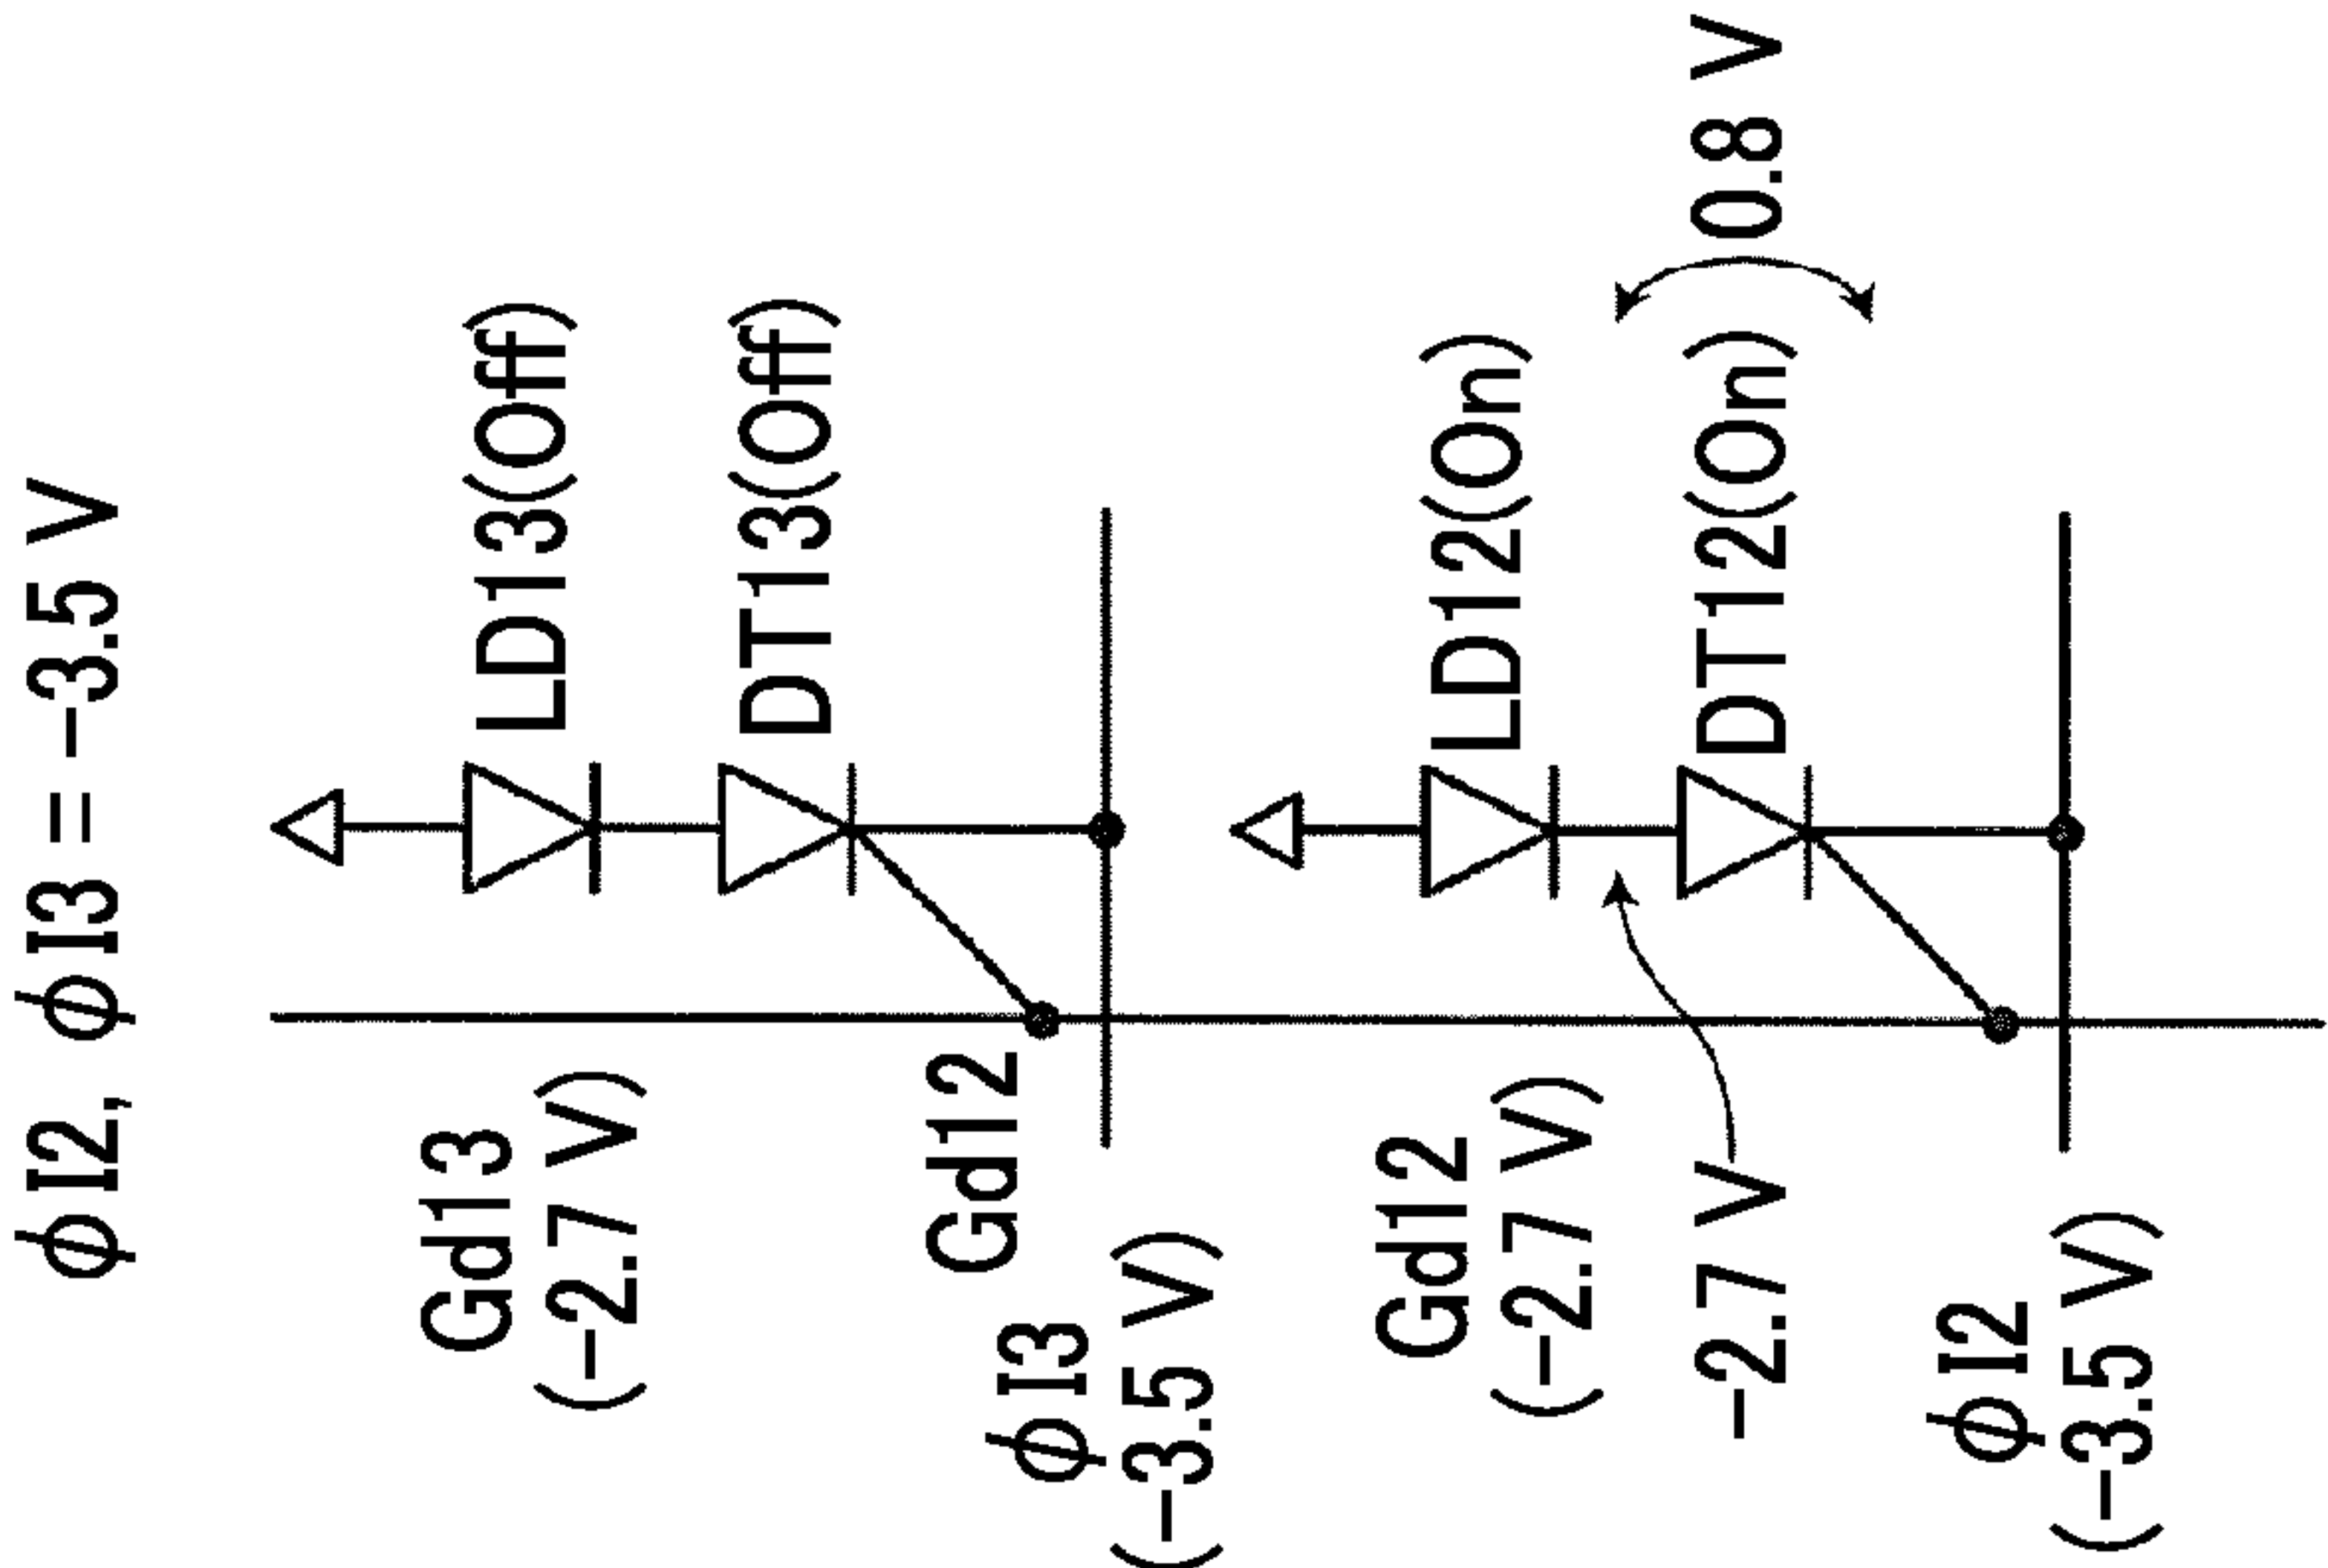 ϕI2, ϕI3 = −3.5 V
Gd13
(−2.7 V)
LD13(Off)
DT13(Off)
Gd12
ϕI3
(−3.5 V)
Gd12
(−2.7 V)
LD12(On)
−2.7 V
DT12(On)
0.8 V
ϕI2
(−3.5 V)